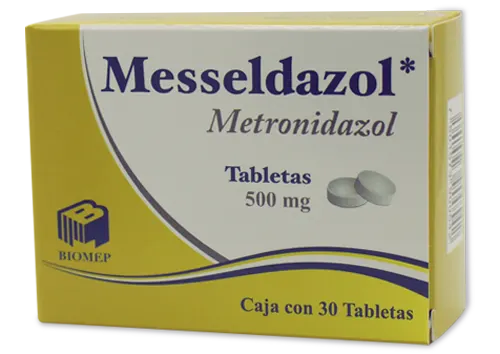 Messeldazol*
Metronidazol
Tabletas
500 mg
BIOMEP
Caja con 30 Tabletas